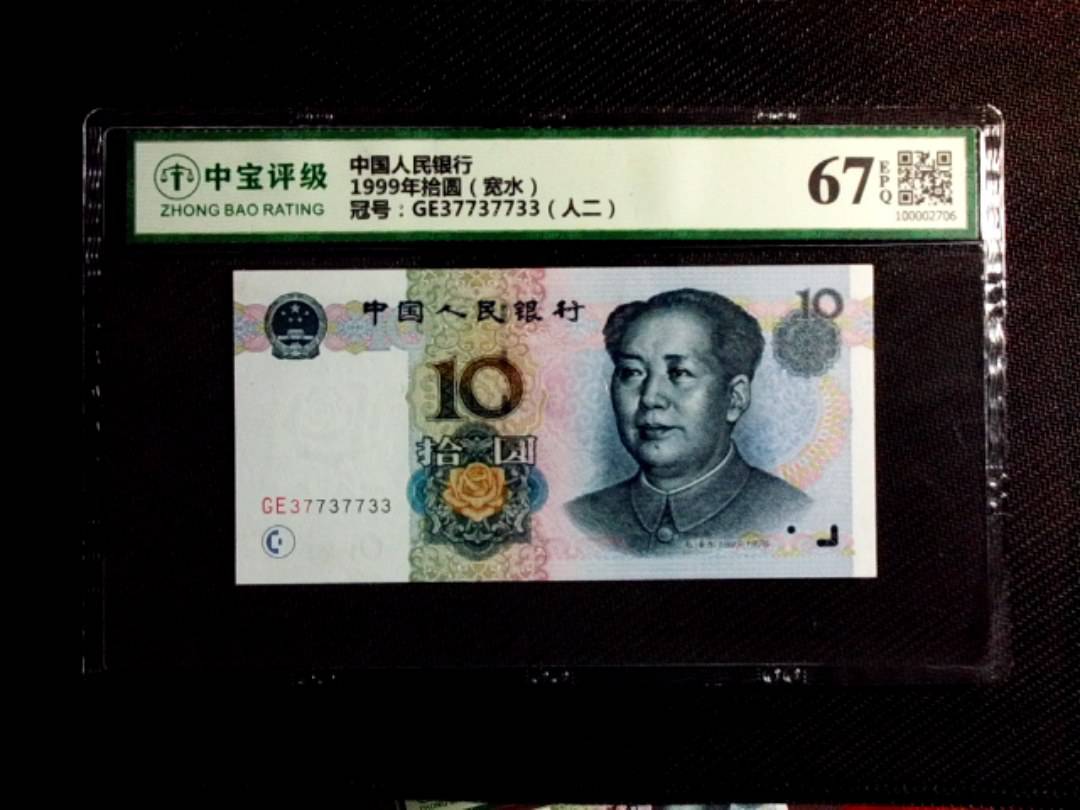 中宝评级
ZHONG BAO RATING
中国人民银行
1999年拾圆（宽水）
冠号：GE37737733（人二）
67
EPQ
100002706
中国人民银行
10
10
拾圆
GE37737733